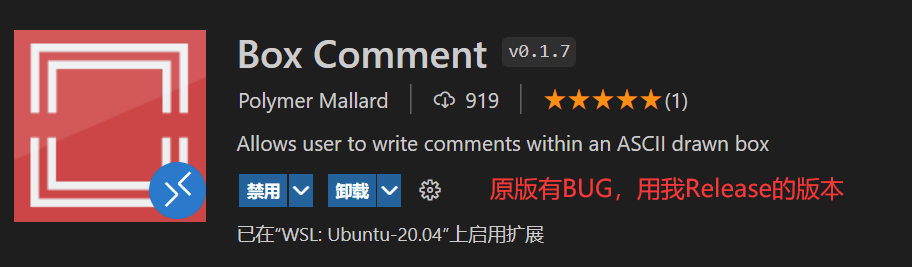 Box Comment v0.1.7
Polymer Mallard 919 ★★★★★(1)
Allows user to write comments within an ASCII drawn box
禁用 卸载 原版有BUG，用我Release的版本
已在“WSL: Ubuntu-20.04”上启用扩展